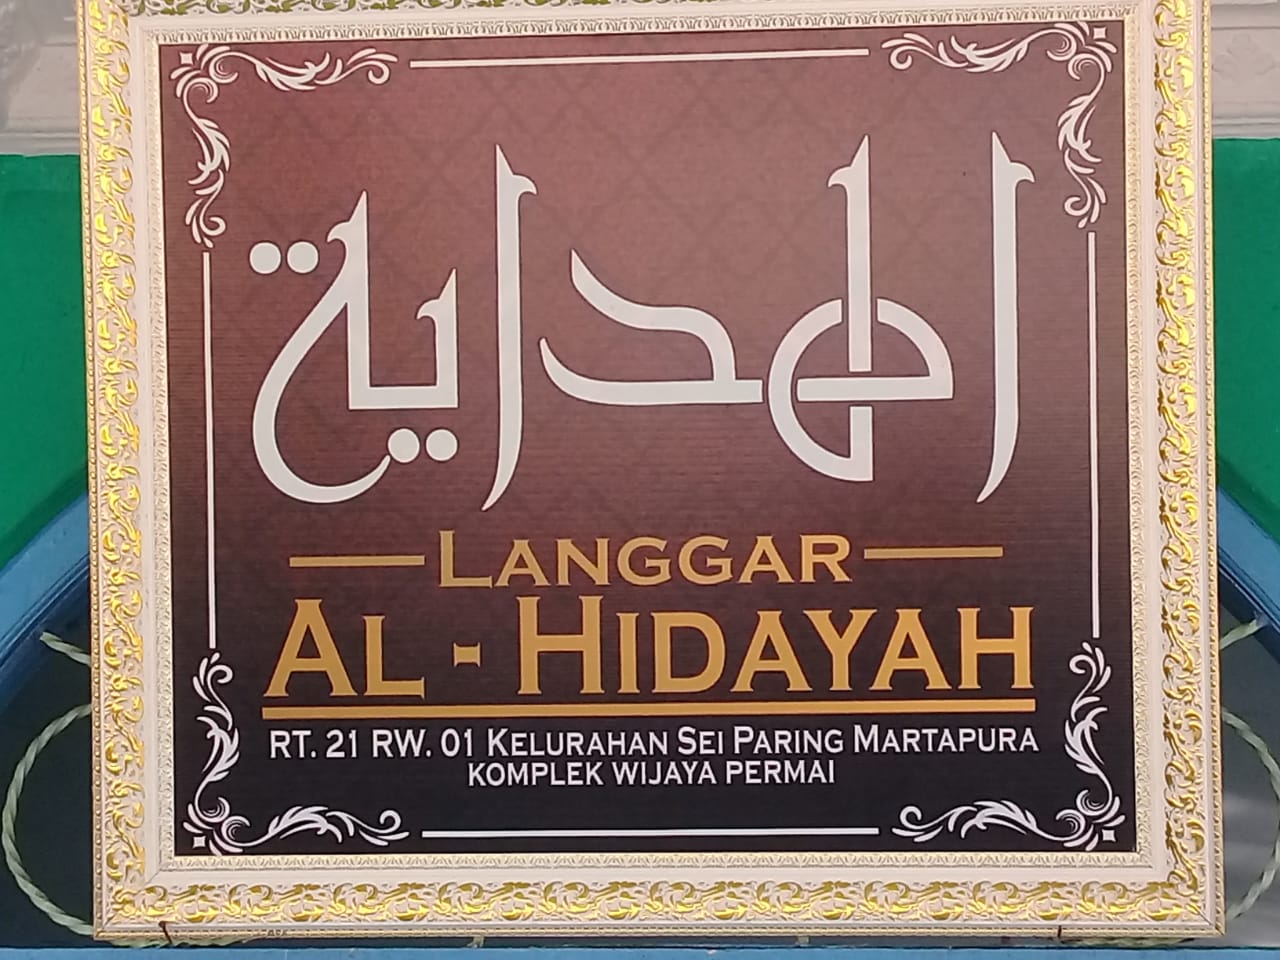 الهداية
LANGGAR
AL - HIDAYAH
RT. 21 RW. 01 KELURAHAN SEI PARING MARTAPURA
KOMPLEK WIJAYA PERMAI